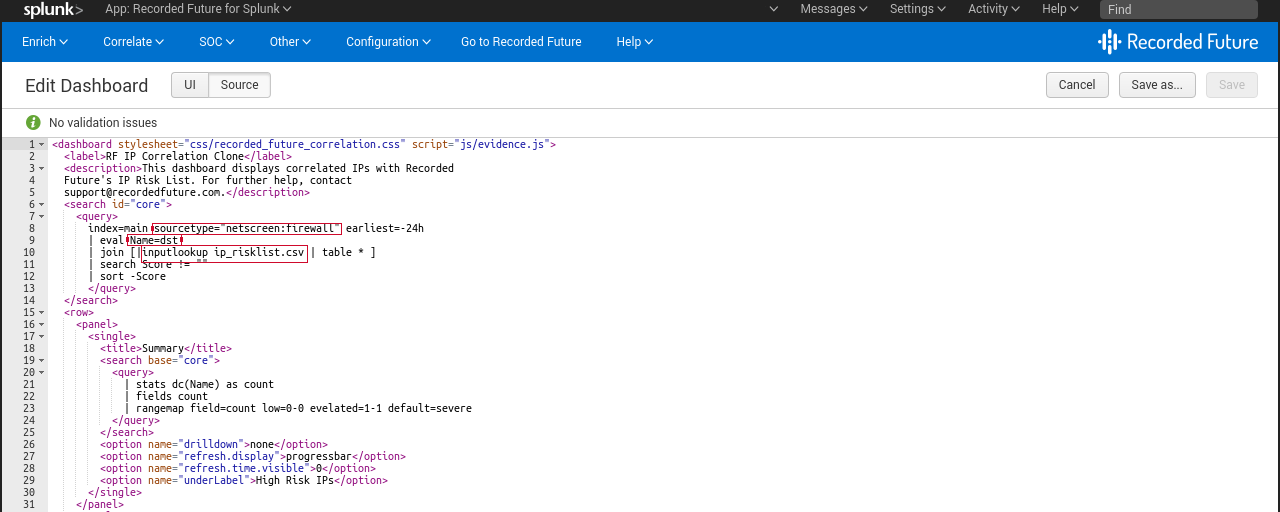 splunk> App: Recorded Future for Splunk Messages Settings Activity Help Find
Enrich Correlate SOC Other Configuration Go to Recorded Future Help Recorded Future
Edit Dashboard UI Source Cancel Save as... Save
No validation issues
1 <dashboard stylesheet="css/recorded_future_correlation.css" script="js/evidence.js">
2 <label>RF IP Correlation Clone</label>
3 <description>This dashboard displays correlated IPs with Recorded
4 Future's IP Risk List. For further help, contact
5 support@recordedfuture.com.</description>
6 <search id="core">
7 <query>
8 index=main sourcetype="netscreen:firewall" earliest=-24h
9 | eval Name=dst
10 | join [|inputlookup ip_risklist.csv | table * ]
11 | search Score != ""
12 | sort -Score
13 </query>
14 </search>
15 <row>
16 <panel>
17 <single>
18 <title>Summary</title>
19 <search base="core">
20 <query>
21 | stats dc(Name) as count
22 | fields count
23 | rangemap field=count low=0-0 evelated=1-1 default=severe
24 </query>
25 </search>
26 <option name="drilldown">none</option>
27 <option name="refresh.display">progressbar</option>
28 <option name="refresh.time.visible">0</option>
29 <option name="underLabel">High Risk IPs</option>
30 </single>
31 </panel>